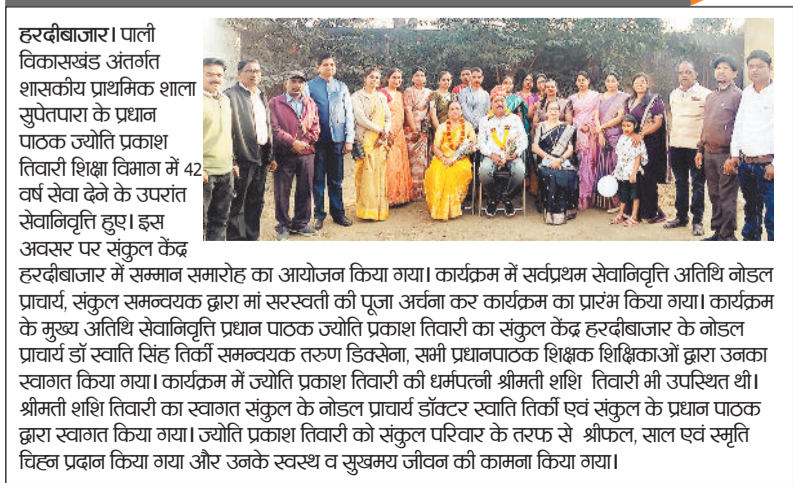 हरदीबाजार। पाली
विकासखंड अंतर्गत
शासकीय प्राथमिक शाला
सुपेतपारा के प्रधान
पाठक ज्योति प्रकाश
तिवारी शिक्षा विभाग में 42
वर्ष सेवा देने के उपरांत
सेवानिवृत्ति हुए। इस
अवसर पर संकुल केंद्र
हरदीबाजार में सम्मान समारोह का आयोजन किया गया। कार्यक्रम में सर्वप्रथम सेवानिवृत्ति अतिथि नोडल
प्राचार्य, संकुल समन्वयक द्वारा मां सरस्वती की पूजा अर्चना कर कार्यक्रम का प्रारंभ किया गया। कार्यक्रम
के मुख्य अतिथि सेवानिवृत्ति प्रधान पाठक ज्योति प्रकाश तिवारी का संकुल केंद्र हरदीबाजार के नोडल
प्राचार्य डॉ स्वाति सिंह तिर्की समन्वयक तरुण डिक्सेना, सभी प्रधानपाठक शिक्षक शिक्षिकाओं द्वारा उनका
स्वागत किया गया। कार्यक्रम में ज्योति प्रकाश तिवारी की धर्मपत्नी श्रीमती शशि तिवारी भी उपस्थित थी।
श्रीमती शशि तिवारी का स्वागत संकुल के नोडल प्राचार्य डॉक्टर स्वाति तिर्की एवं संकुल के प्रधान पाठक
द्वारा स्वागत किया गया। ज्योति प्रकाश तिवारी को संकुल परिवार के तरफ से श्रीफल, साल एवं स्मृति
चिह्न प्रदान किया गया और उनके स्वस्थ व सुखमय जीवन की कामना किया गया।